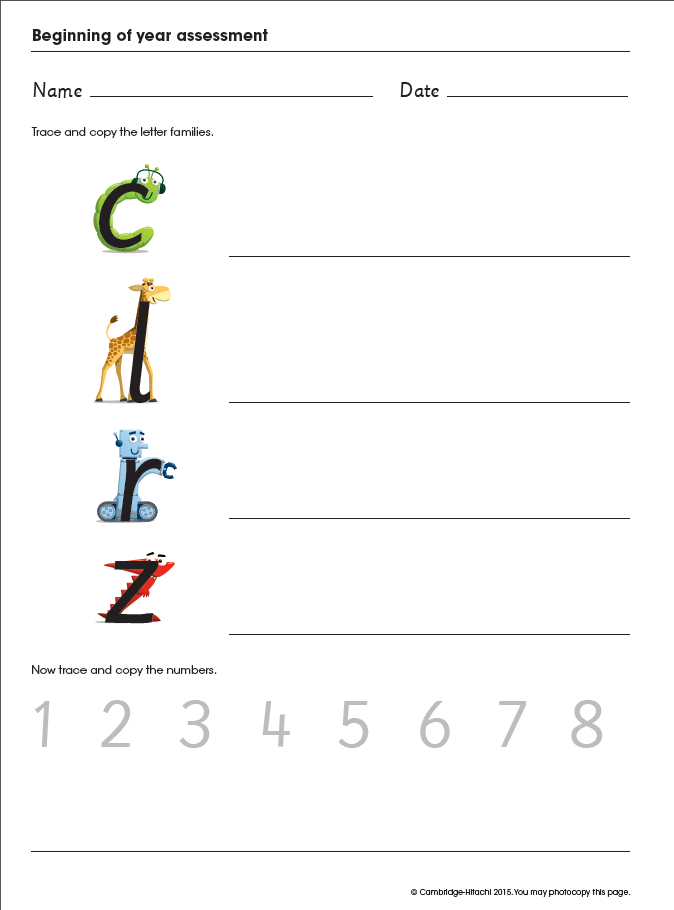 Beginning of year assessment
Name Date
Trace and copy the letter families.
c
l
r
z
Now trace and copy the numbers.
1 2 3 4 5 6 7 8
© Cambridge-Hitachi 2015. You may photocopy this page.